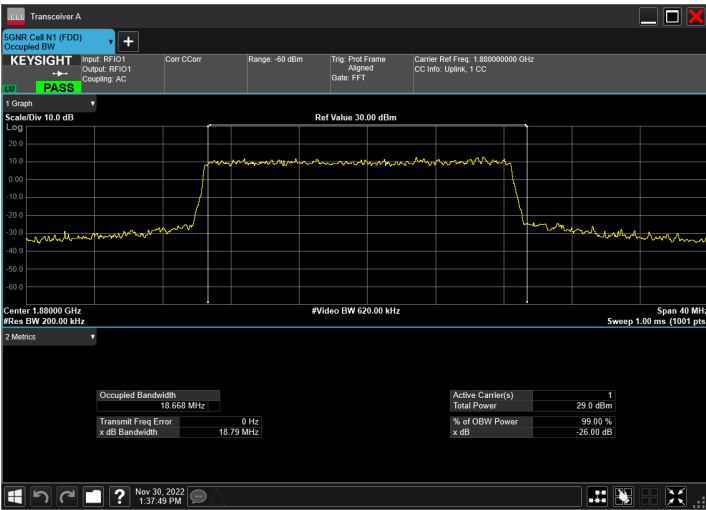 Transceiver A
5GNR Cell N1 (FDD)
Occupied BW
KEYSIGHT
PASS
Input: RFIO1
Output: RFIO1
Coupling: AC
Corr CCorr
Range: -60 dBm
Trig: Prot Frame
Aligned
Gate: FFT
Carrier Ref Freq: 1.880000000 GHz
CC Info: Uplink, 1 CC
1 Graph
Scale/Div 10.0 dB
Ref Value 30.00 dBm
Log
20.0
10.0
0.00
-10.0
-20.0
-30.0
-40.0
-50.0
-60.0
Center 1.88000 GHz
#Video BW 620.00 kHz
Span 40 MHz
#Res BW 200.00 kHz
Sweep 1.00 ms (1001 pts
2 Metrics
Occupied Bandwidth
18.668 MHz
Transmit Freq Error 0 Hz
x dB Bandwidth 18.79 MHz
Active Carrier(s) 1
Total Power 29.0 dBm
% of OBW Power 99.00 %
x dB -26.00 dB
?
Nov 30, 2022
1:37:49 PM